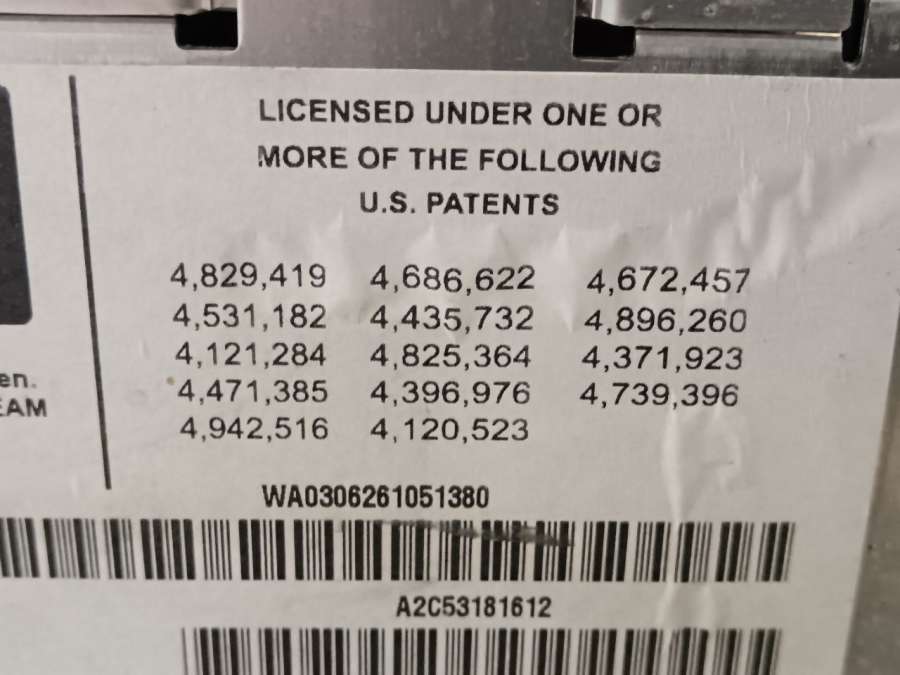 LICENSED UNDER ONE OR
MORE OF THE FOLLOWING
U.S. PATENTS
4,829,419 4,686,622 4,672,457
4,531,182 4,435,732 4,896,260
4,121,284 4,825,364 4,371,923
4,471,385 4,396,976 4,739,396
4,942,516 4,120,523
en.
EAM
WA0306261051380
A2C53181612